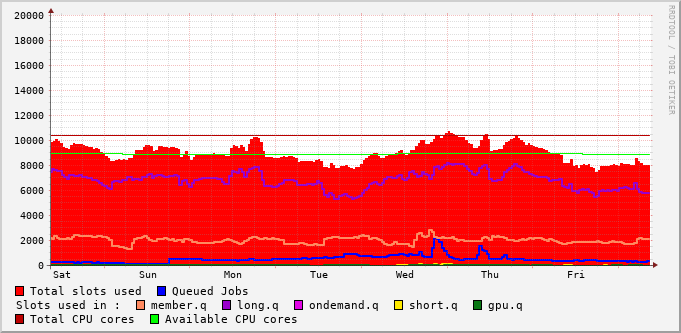 20000
18000
16000
14000
12000
10000
8000
6000
4000
2000
0
Sat Sun Mon Tue Wed Thu Fri
Total slots used Queued Jobs
Slots used in : member.q long.q ondemand.q short.q gpu.q
Total CPU cores Available CPU cores
RRDTOOL / TOBI OETIKER